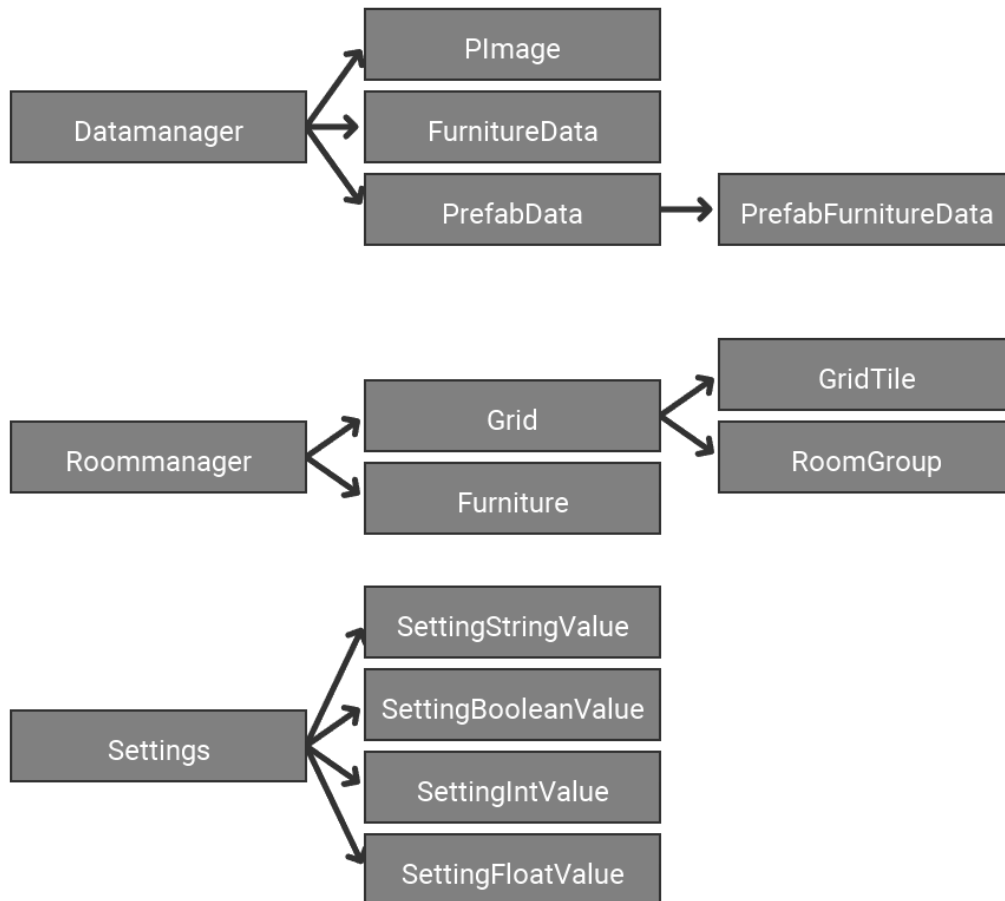 PImage
Datamanager
FurnitureData
PrefabData
PrefabFurnitureData
GridTile
Grid
Roommanager
RoomGroup
Furniture
SettingStringValue
SettingBooleanValue
Settings
SettingIntValue
SettingFloatValue